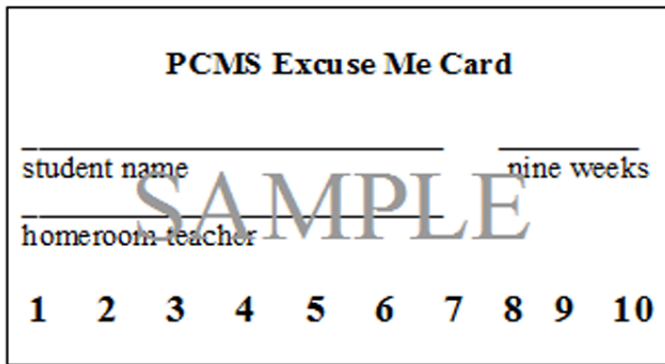 PCMS Excuse Me Card
student name nine weeks
SAMPLE
homeroom teacher
1 2 3 4 5 6 7 8 9 10